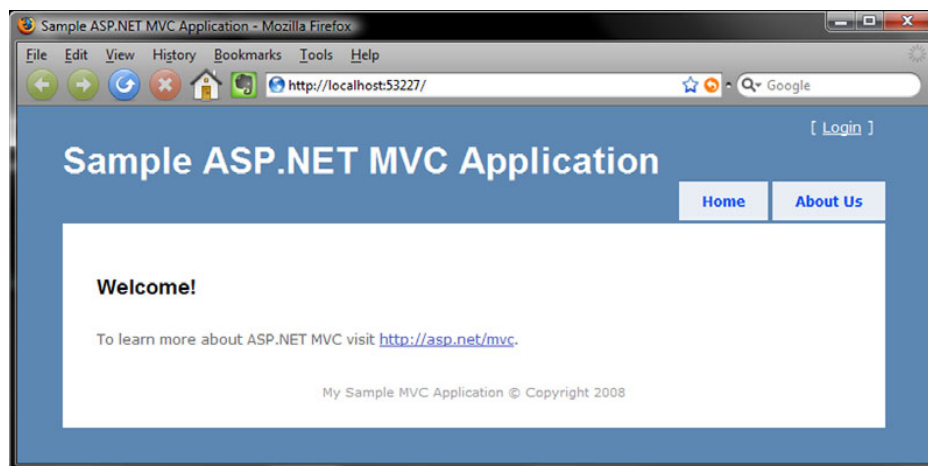 Sample ASP.NET MVC Application - Mozilla Firefox
File Edit View History Bookmarks Tools Help
http://localhost:53227/ Google
[ Login ]
Sample ASP.NET MVC Application
Home About Us
Welcome!
To learn more about ASP.NET MVC visit http://asp.net/mvc.
My Sample MVC Application © Copyright 2008